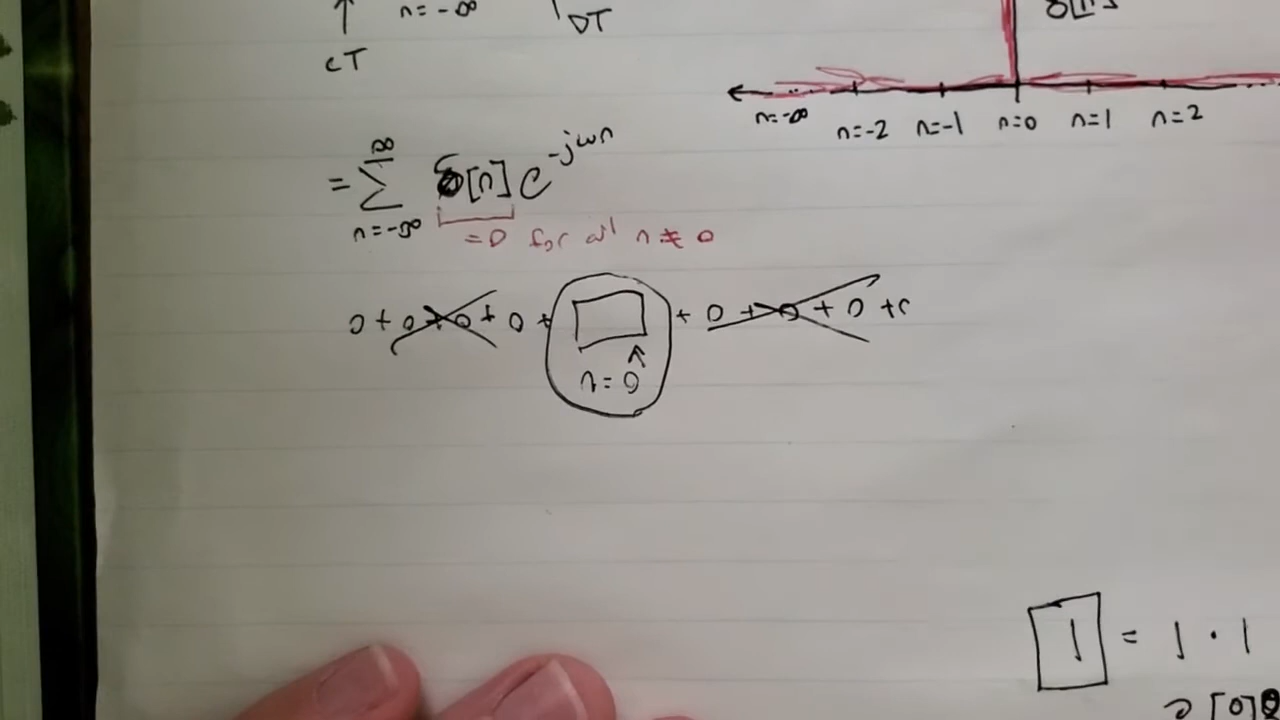 n=-∞
DT
δ[n]
CT
n=-∞ n=-2 n=-1 n=0 n=1 n=2
= ∑ δ[n] e^-jωn
∞
n=-∞
=0 for all n≠0
0+0+0+0+ □ +0+0+0+0
n=0
1 = 1 · 1
[0]